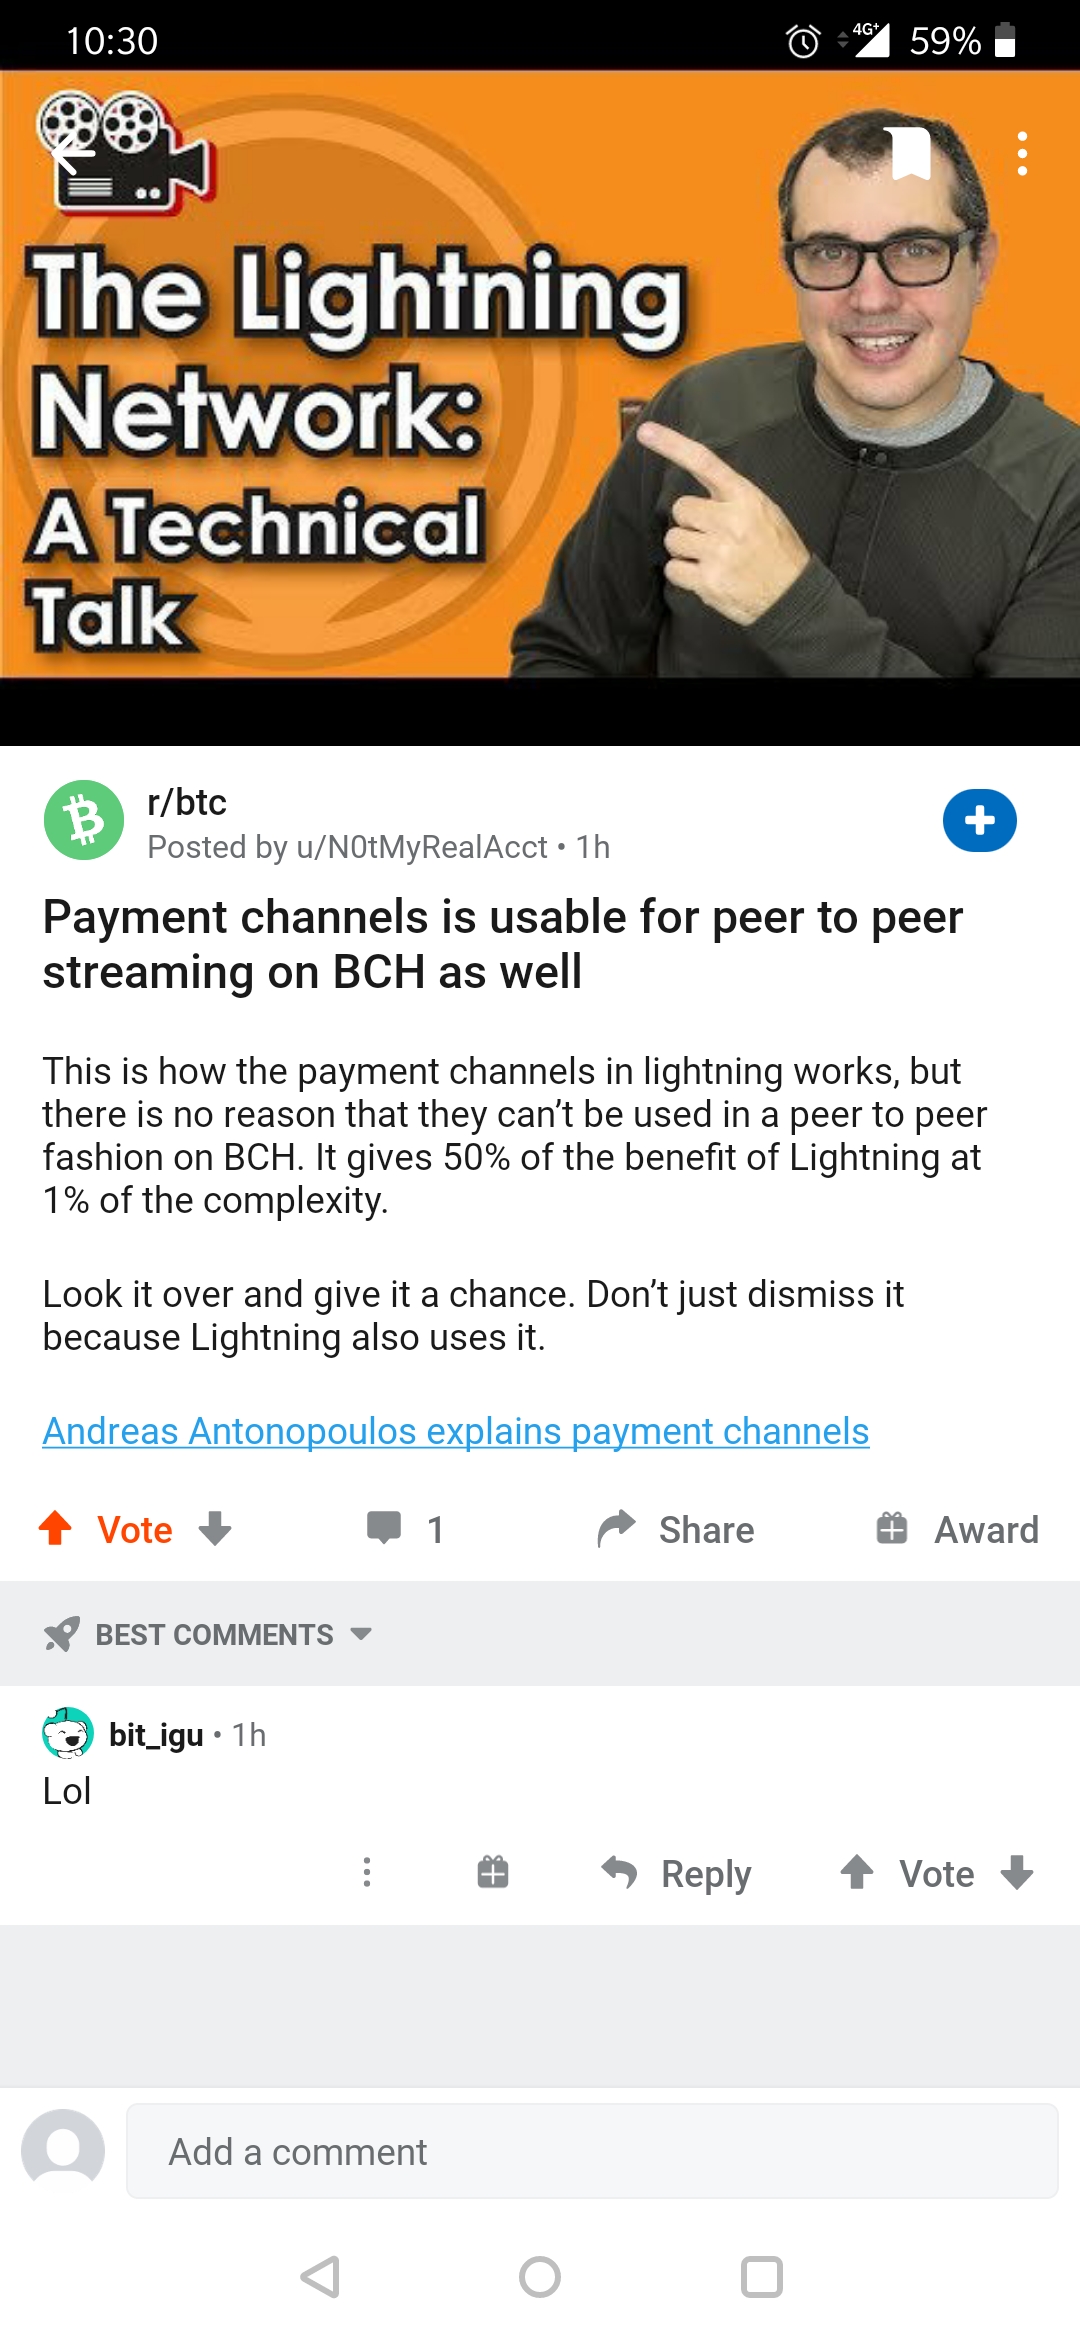 10:30
4G+ 59%
The Lightning
Network:
A Technical
Talk
r/btc
Posted by u/N0tMyRealAcct • 1h
Payment channels is usable for peer to peer
streaming on BCH as well
This is how the payment channels in lightning works, but
there is no reason that they can’t be used in a peer to peer
fashion on BCH. It gives 50% of the benefit of Lightning at
1% of the complexity.
Look it over and give it a chance. Don’t just dismiss it
because Lightning also uses it.
Andreas Antonopoulos explains payment channels
Vote 1 Share Award
BEST COMMENTS
bit_igu • 1h
Lol
Reply Vote
Add a comment